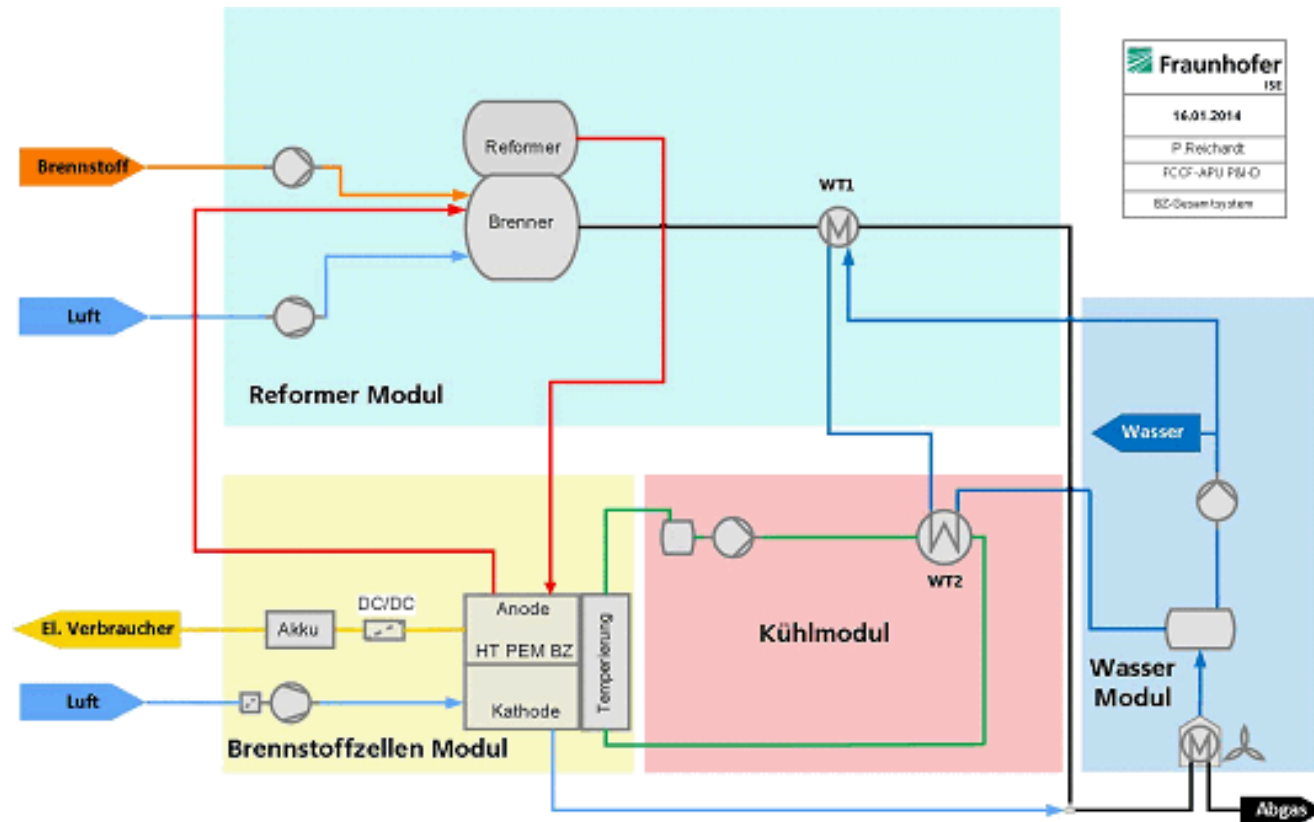 Fraunhofer
ISE
16.01.2014
P.Reichardt
FCCF-APU P&I-D
BZ-Gesamtsystem
Reformer
Brennstoff
WT1
Brenner
Luft
Reformer Modul
Wasser
WT2
DC/DC
Anode
El. Verbraucher
Akku
HT PEM BZ
Temperierung
Kühlmodul
Wasser
Modul
Luft
Kathode
Brennstoffzellen Modul
Abgas